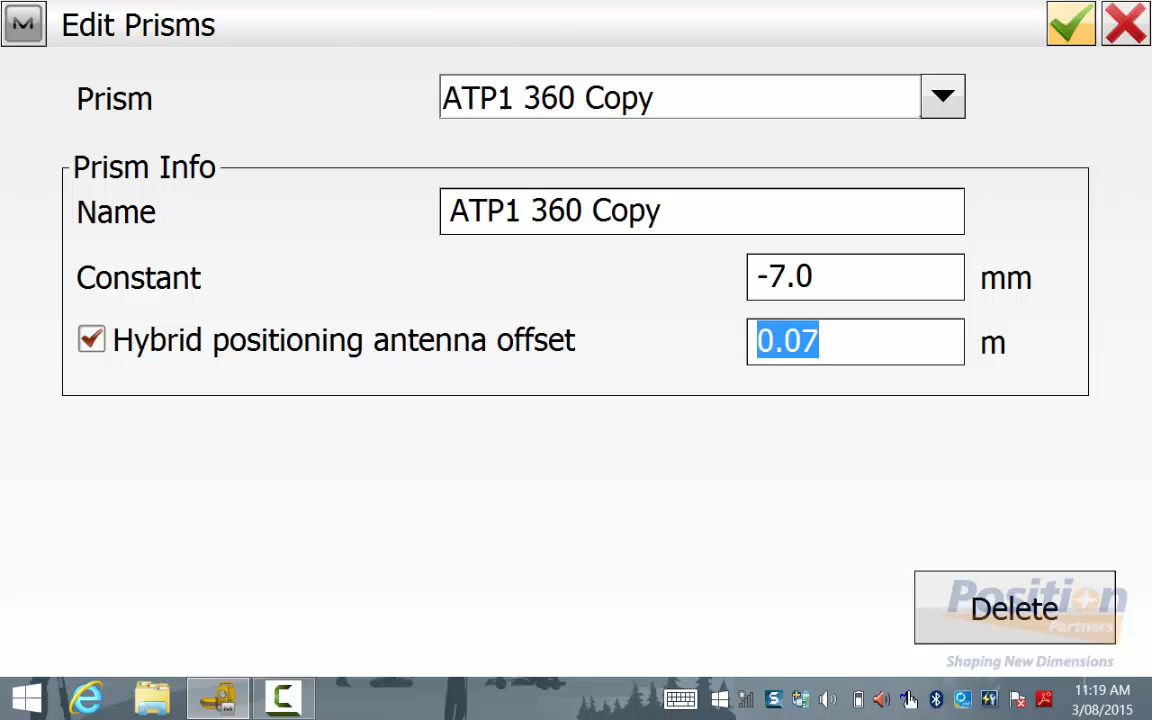 Edit Prisms
Prism
ATP1 360 Copy
Prism Info
Name
ATP1 360 Copy
Constant
-7.0
mm
Hybrid positioning antenna offset
0.07
m
Position
Partners
Delete
Shaping New Dimensions
11:19 AM
3/08/2015